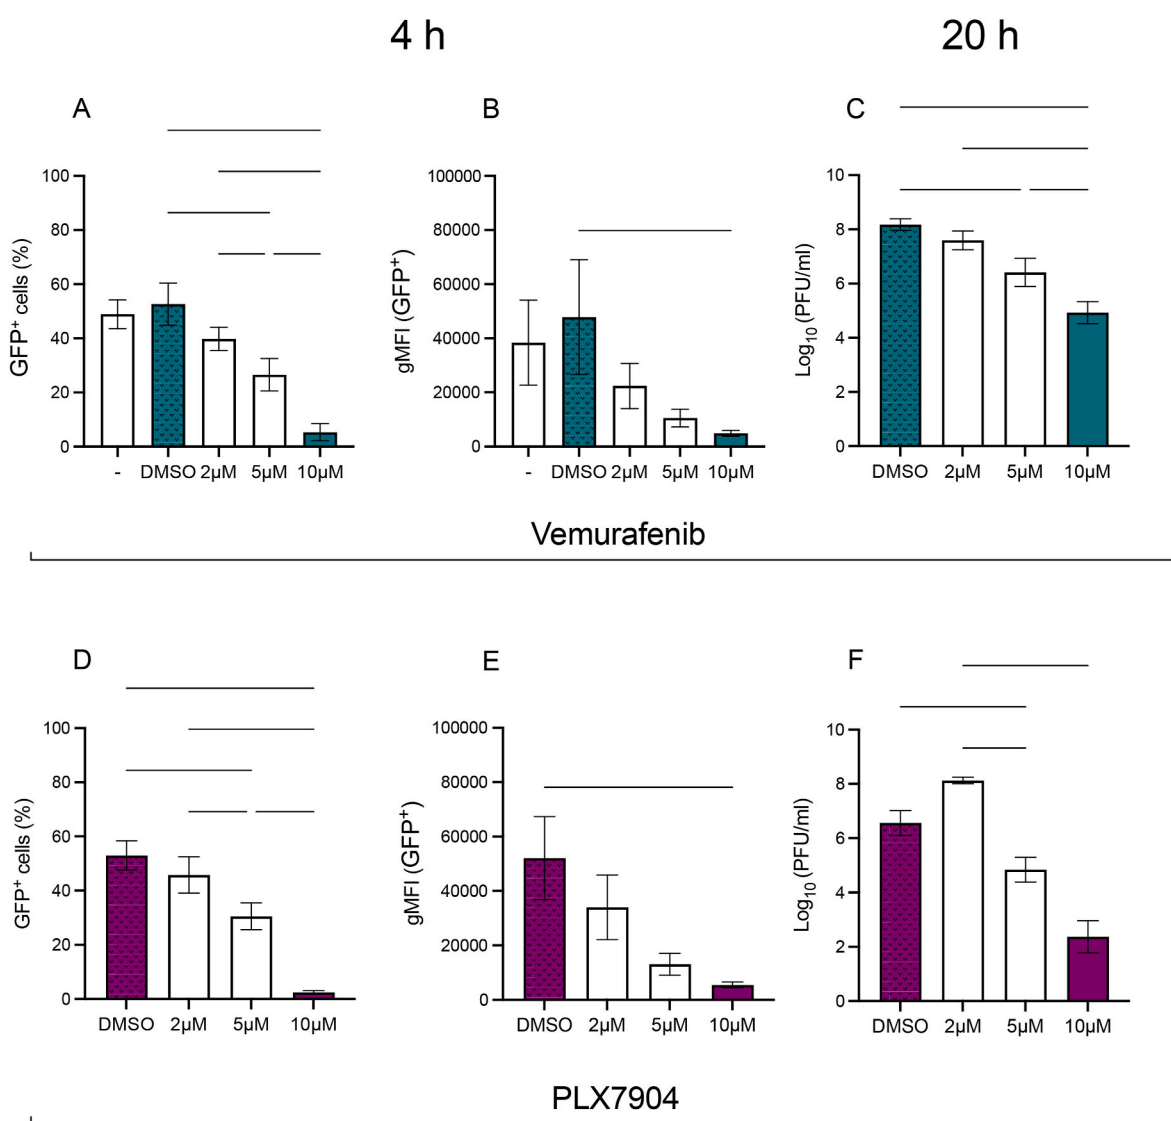 4 h
20 h
A
B
C
GFP+ cells (%)
100
80
60
40
20
0
- DMSO 2µM 5µM 10µM
gMFI (GFP+)
100000
80000
60000
40000
20000
0
- DMSO 2µM 5µM 10µM
Log10 (PFU/ml)
10
8
6
4
2
0
DMSO 2µM 5µM 10µM
Vemurafenib
D
E
F
GFP+ cells (%)
100
80
60
40
20
0
DMSO 2µM 5µM 10µM
gMFI (GFP+)
100000
80000
60000
40000
20000
0
DMSO 2µM 5µM 10µM
Log10 (PFU/ml)
10
8
6
4
2
0
DMSO 2µM 5µM 10µM
PLX7904